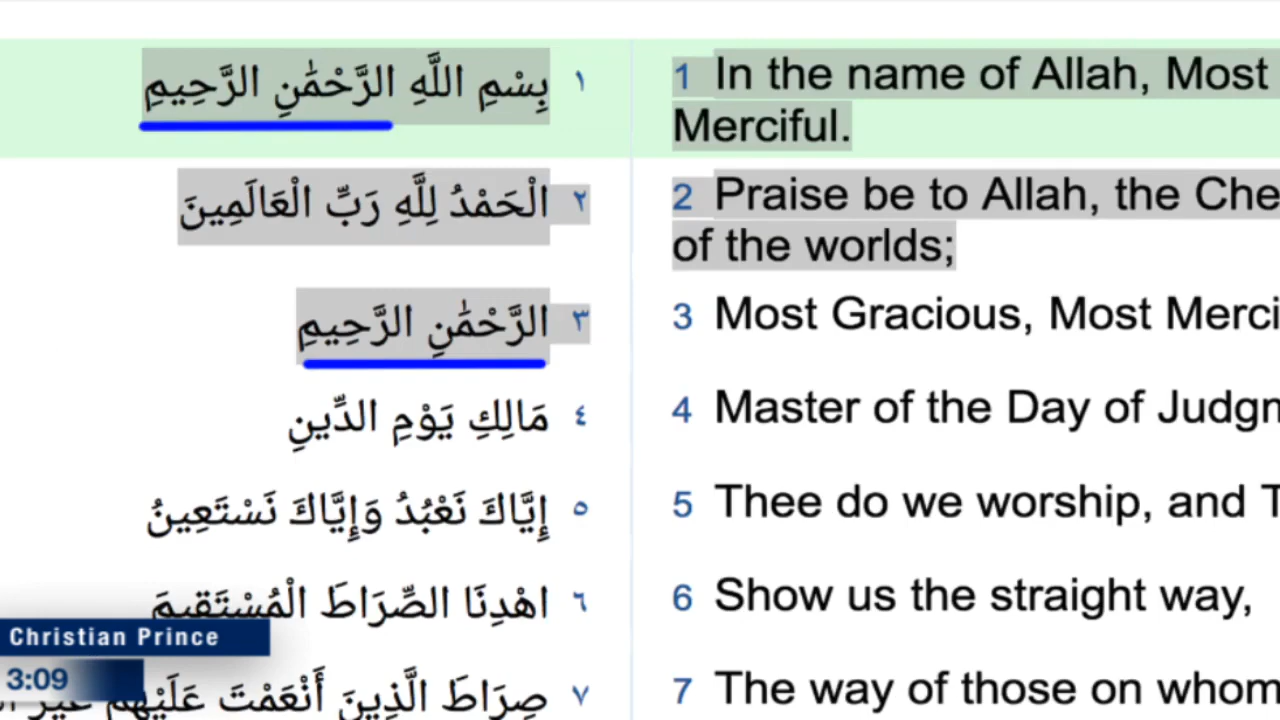 بِسْمِ اللَّهِ الرَّحْمَٰنِ الرَّحِيمِ ١
1 In the name of Allah, Most
Merciful.
الْحَمْدُ لِلَّهِ رَبِّ الْعَالَمِينَ ٢
2 Praise be to Allah, the Che
of the worlds;
الرَّحْمَٰنِ الرَّحِيمِ ٣
3 Most Gracious, Most Merci
مَالِكِ يَوْمِ الدِّينِ ٤
4 Master of the Day of Judgm
إِيَّاكَ نَعْبُدُ وَإِيَّاكَ نَسْتَعِينُ ٥
5 Thee do we worship, and T
اهْدِنَا الصِّرَاطَ الْمُسْتَقِيمَ ٦
6 Show us the straight way,
Christian Prince
3:09
صِرَاطَ الَّذِينَ أَنْعَمْتَ عَلَيْهِمْ غَيْرِ ٧
7 The way of those on whom